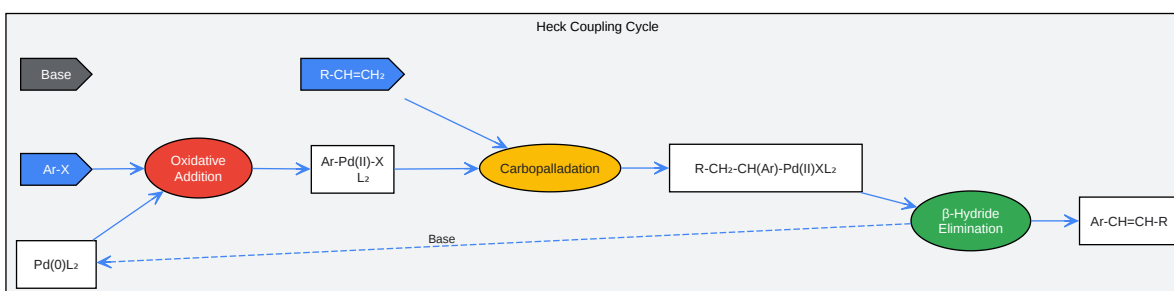 Heck Coupling Cycle
Base
R-CH=CH₂
Ar-X
Oxidative
Addition
Ar-Pd(II)-X
L₂
Carbopalladation
R-CH₂-CH(Ar)-Pd(II)XL₂
β-Hydride
Elimination
Ar-CH=CH-R
Base
Pd(0)L₂